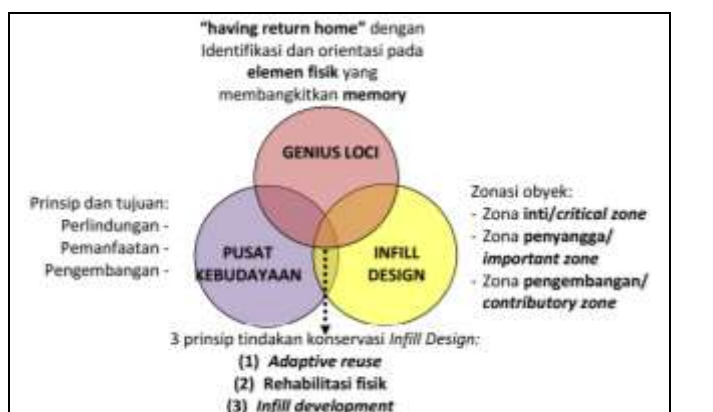 "having return home" dengan
Identifikasi dan orientasi pada
elemen fisik yang
membangkitkan memory
GENIUS LOCI
Prinsip dan tujuan:
Perlindungan -
Pemanfaatan -
Pengembangan -
PUSAT
KEBUDAYAAN
INFILL
DESIGN
Zonasi obyek:
- Zona inti/critical zone
- Zona penyangga/
important zone
- Zona pengembangan/
contributory zone
3 prinsip tindakan konservasi Infill Design:
(1) Adaptive reuse
(2) Rehabilitasi fisik
(3) Infill development